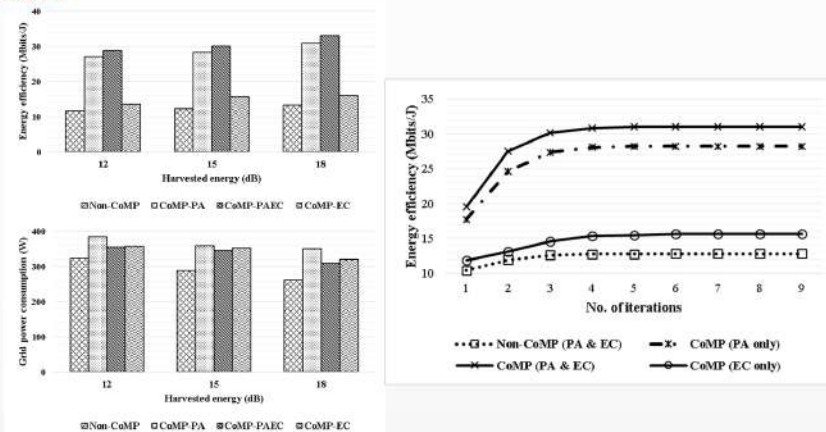 Energy efficiency (Mbits/J)
40
30
20
10
0
12 15 18
Harvested energy (dB)
Non-CoMP CoMP-PA CoMP-PAEC CoMP-EC
Grid power consumption (W)
400
300
200
100
0
12 15 18
Harvested energy (dB)
Non-CoMP CoMP-PA CoMP-PAEC CoMP-EC
Energy efficiency (Mbits/J)
35
30
25
20
15
10
1 2 3 4 5 6 7 8 9
No. of iterations
Non-CoMP (PA & EC) CoMP (PA only)
CoMP (PA & EC) CoMP (EC only)